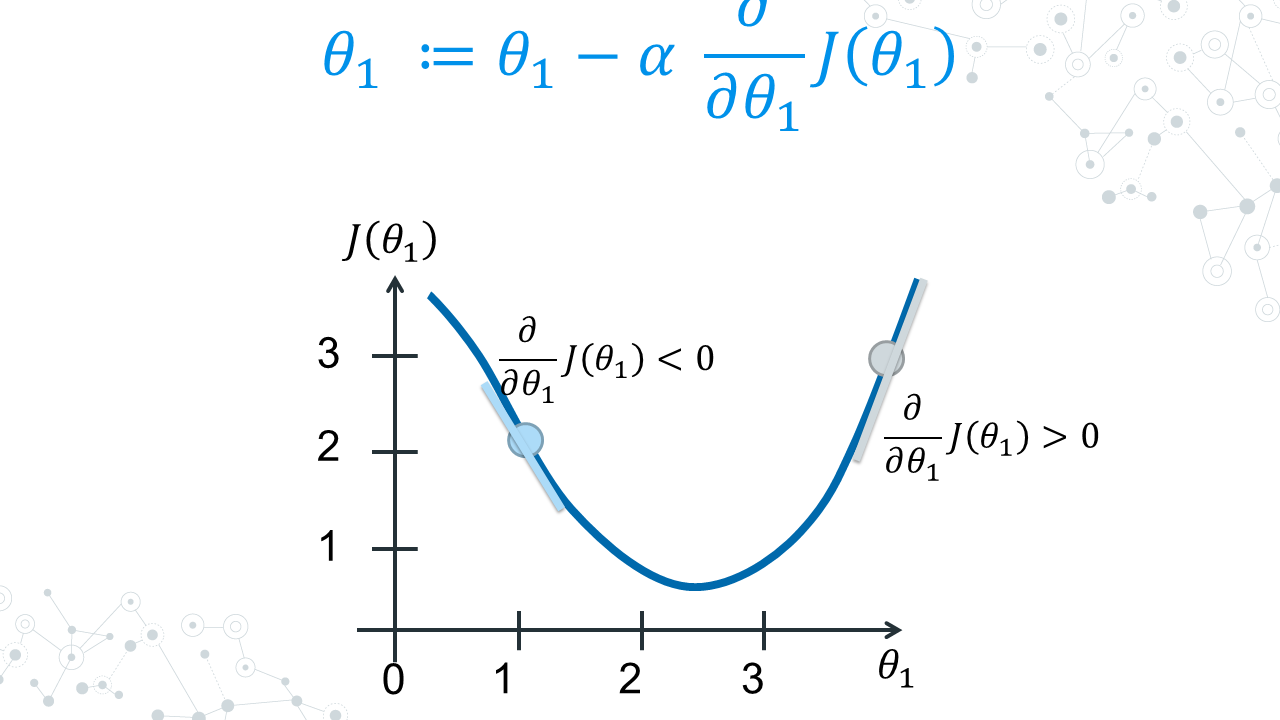 θ₁ ≔ θ₁ − α ∂/∂θ₁ J(θ₁)
J(θ₁)
3
∂/∂θ₁ J(θ₁) < 0
∂/∂θ₁ J(θ₁) > 0
2
1
0 1 2 3 θ₁